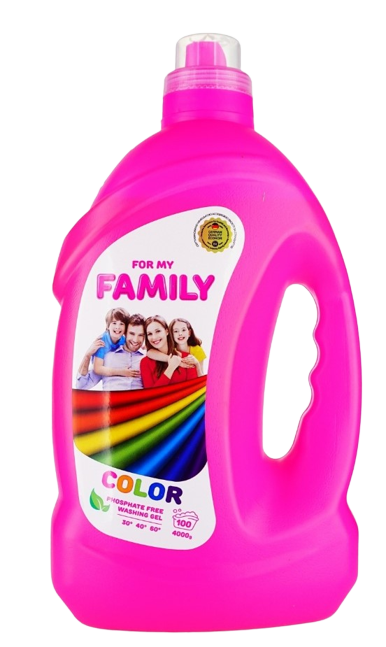 FOR MY
FAMILY
COLOR
PHOSPHATE FREE
WASHING GEL
30° 40° 60°
100
4000g